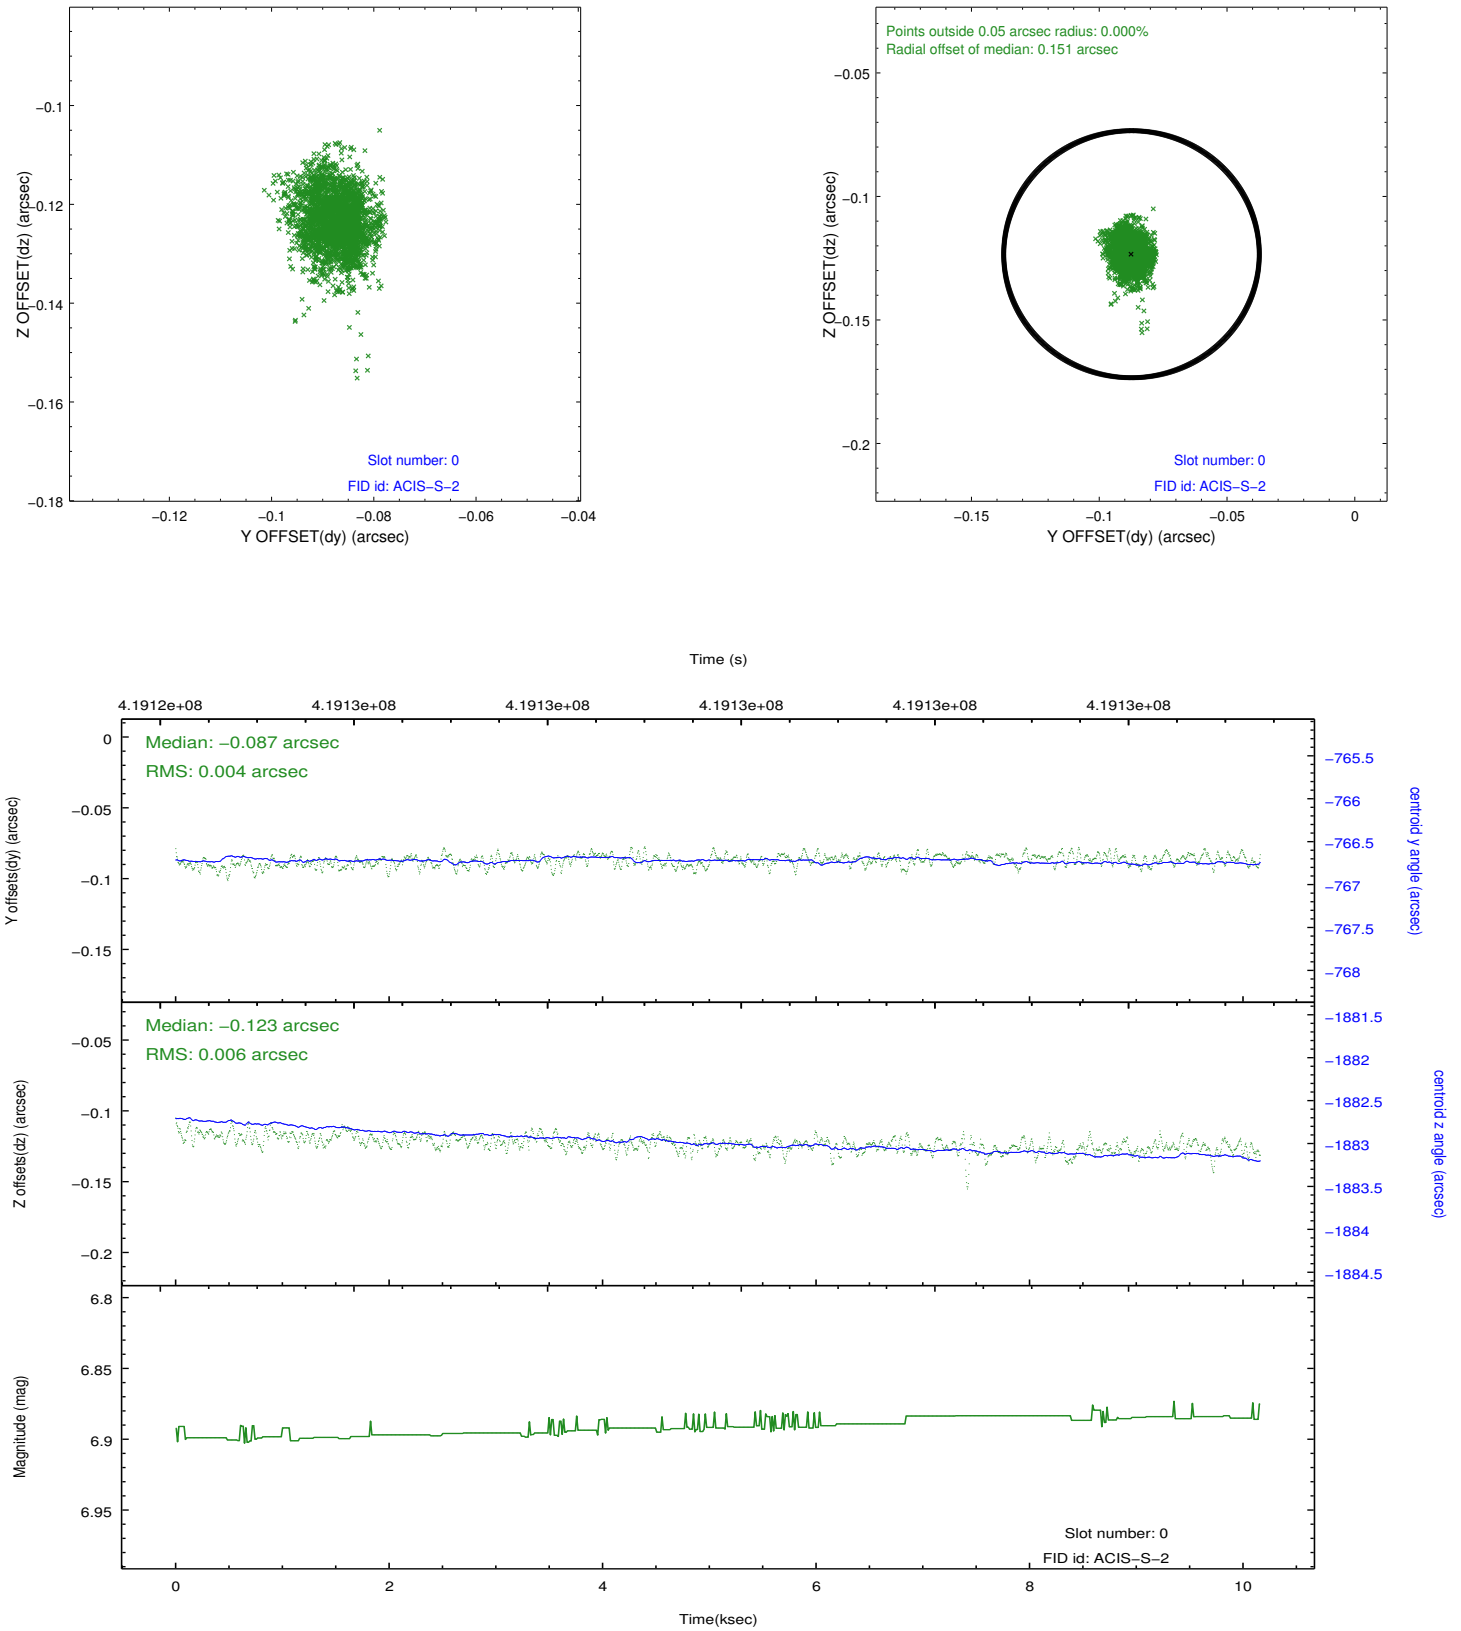 −0.1
−0.12
−0.14
−0.16
−0.18
Z OFFSET(dz) (arcsec)
Slot number: 0
FID id: ACIS−S−2
−0.12
−0.1
−0.08
−0.06
−0.04
Y OFFSET(dy) (arcsec)
Points outside 0.05 arcsec radius: 0.000%
Radial offset of median: 0.151 arcsec
−0.05
−0.1
−0.15
−0.2
Z OFFSET(dz) (arcsec)
Slot number: 0
FID id: ACIS−S−2
−0.15
−0.1
−0.05
0
Y OFFSET(dy) (arcsec)
Time (s)
4.1912e+08
4.1913e+08
4.1913e+08
4.1913e+08
4.1913e+08
4.1913e+08
Median: −0.087 arcsec
RMS: 0.004 arcsec
0
−0.05
−0.1
−0.15
Y offsets(dy) (arcsec)
−765.5
−766
−766.5
−767
−767.5
−768
centroid y angle (arcsec)
Median: −0.123 arcsec
RMS: 0.006 arcsec
−0.05
−0.1
−0.15
−0.2
Z offsets(dz) (arcsec)
−1881.5
−1882
−1882.5
−1883
−1883.5
−1884
−1884.5
centroid z angle (arcsec)
6.8
6.85
6.9
6.95
Magnitude (mag)
Slot number: 0
FID id: ACIS−S−2
0
2
4
6
8
10
Time(ksec)